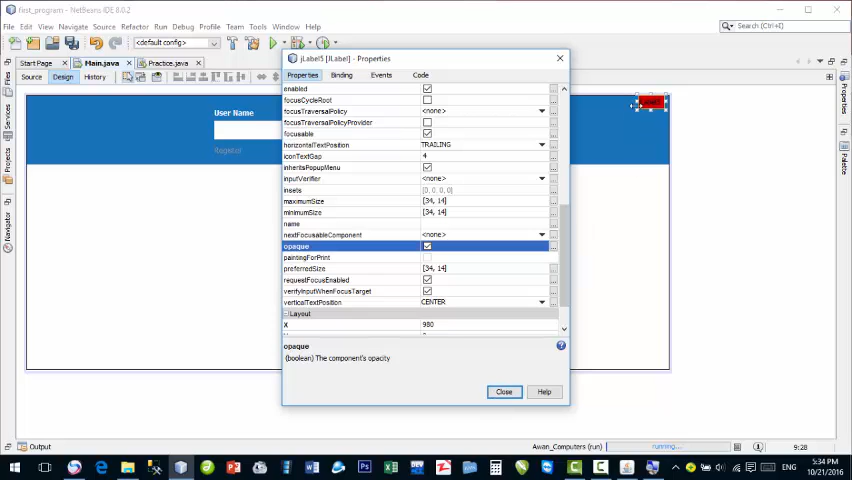 first_program - NetBeans IDE 8.0.2
File Edit View Navigate Source Refactor Run Debug Profile Team Tools Window Help
<default config>
Search (Ctrl+I)
Start Page Main.java Practice.java
Source Design History
Files
Services
Projects
Navigator
Properties
Palette
User Name
jLabel5 [JLabel] - Properties
Properties Binding Events Code
enabled
focusCycleRoot
focusTraversalPolicy <none>
focusTraversalPolicyProvider
focusable
horizontalTextPosition TRAILING
iconTextGap 4
inheritsPopupMenu
inputVerifier <none>
insets [0, 0, 0, 0]
maximumSize [34, 14]
minimumSize [34, 14]
name
nextFocusableComponent <none>
opaque
paintingForPrint
preferredSize [34, 14]
requestFocusEnabled
verifyInputWhenFocusTarget
verticalTextPosition CENTER
Layout
X 980
opaque
(boolean) The component's opacity
Close Help
Output
Awan_Computers (run) running... 1 9:28
ENG
5:34 PM
10/21/2016